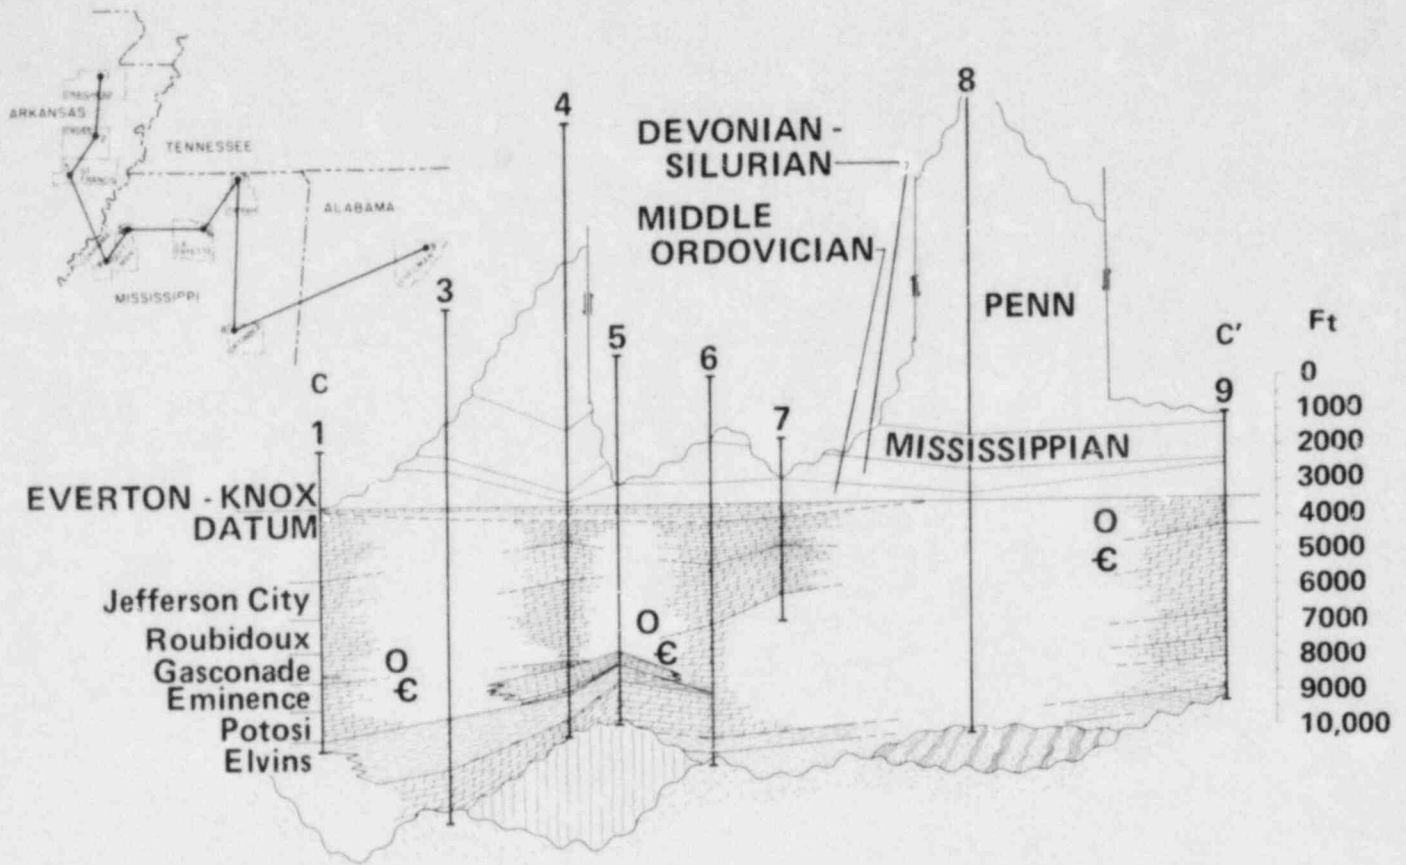 ARKANSAS
TENNESSEE
ALABAMA
MISSISSIPPI
4
8
DEVONIAN -
SILURIAN
MIDDLE
ORDOVICIAN
3
5
6
7
PENN
C
1
C'
9
Ft
0
1000
2000
3000
4000
5000
6000
7000
8000
9000
10,000
MISSISSIPPIAN
EVERTON - KNOX
DATUM
Jefferson City
Roubidoux
Gasconade
Eminence
Potosi
Elvins
O
Є
O
Є
O
Є